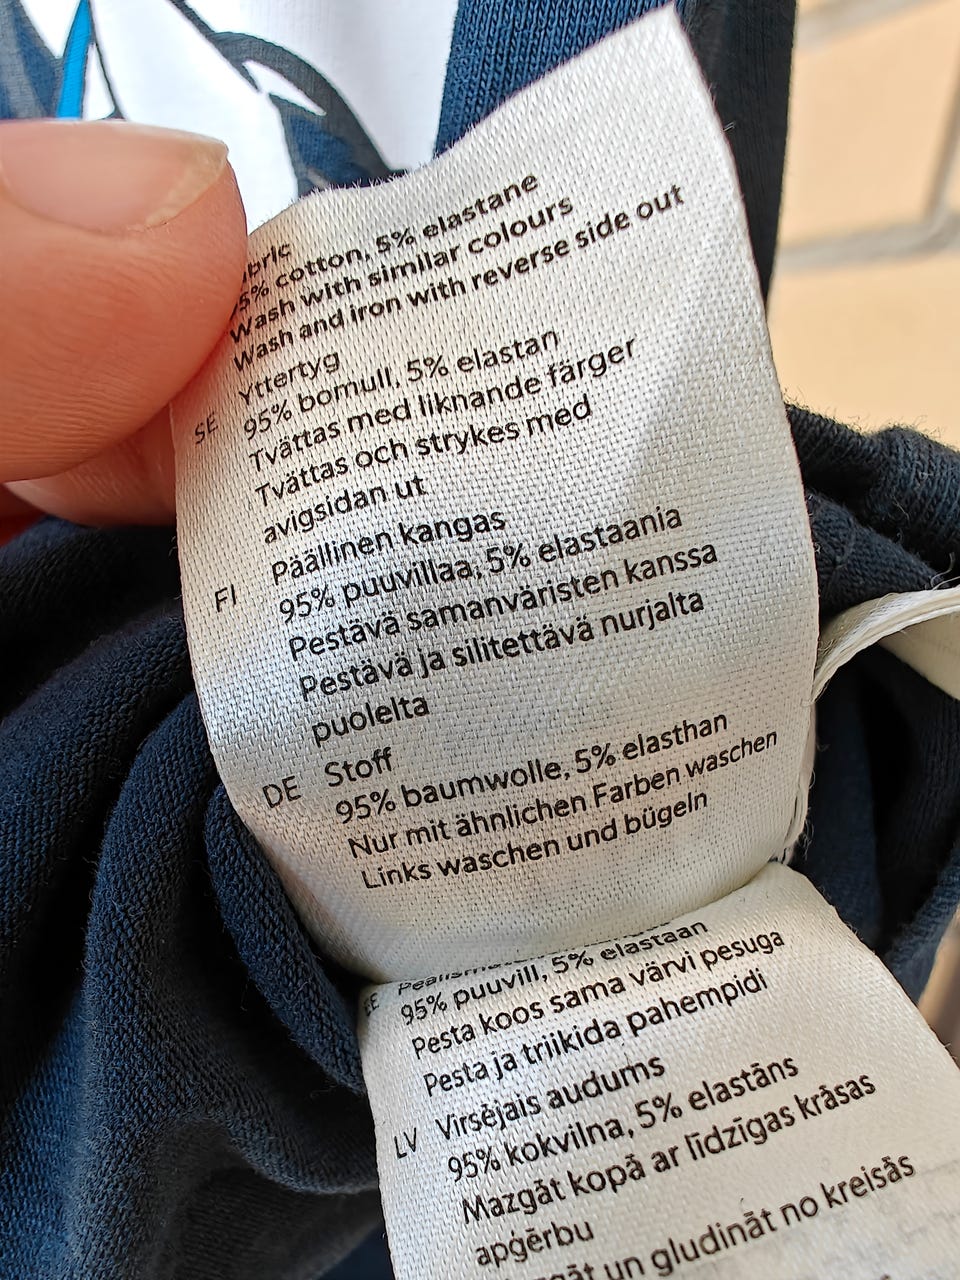 cotton, 5% elastane
Wash with similar colours
Wash and iron with reverse side out
SE Yttertyg
95% bomull, 5% elastan
Tvättas med liknande färger
Tvättas och strykes med
avigsidan ut
FI Päällinen kangas
95% puuvillaa, 5% elastaania
Pestävä samanväristen kanssa
Pestävä ja silitettävä nurjalta
puolelta
DE Stoff
95% baumwolle, 5% elasthan
Nur mit ähnlichen Farben waschen
Links waschen und bügeln
EE
95% puuvill, 5% elastaan
Pesta koos sama värvi pesuga
Pesta ja triikida pahempidi
LV Virsējais audums
95% kokvilna, 5% elastāns
Mazgāt kopā ar līdzīgas krāsas
apģērbu
un gludināt no kreisās